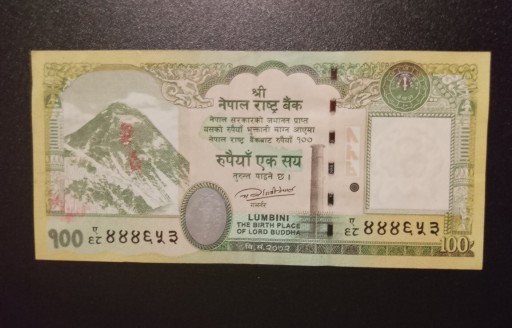 श्री
नेपाल राष्ट्र बैंक
नेपाल सरकारको जमानत प्राप्त
यसको रुपैयाँ भुक्तानी माग्न आएमा
नेपाल राष्ट्र बैंकबाट रुपैयाँ १००
रुपैयाँ एक सय
तुरुन्त पाइने छ।
गभर्नर
LUMBINI
THE BIRTH PLACE
OF LORD BUDDHA
१०० ४४४६५३
४४४६५३
100